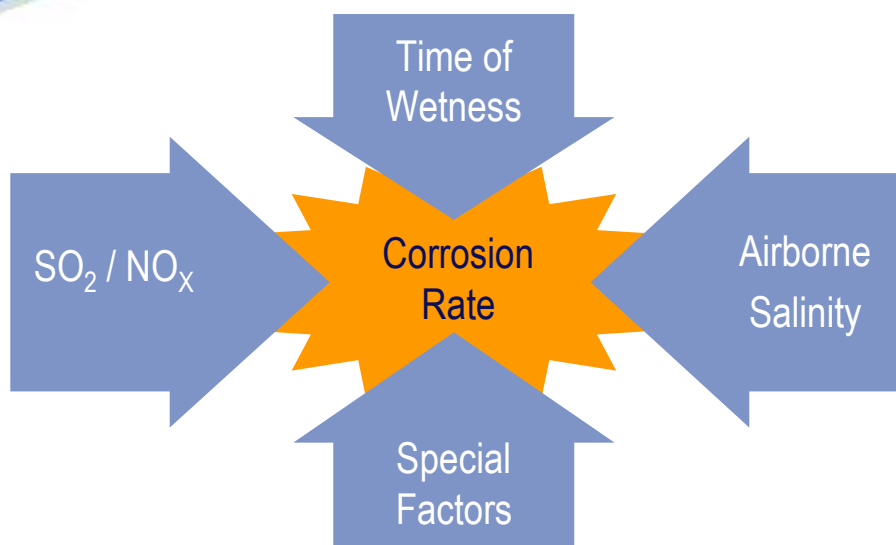 Time of
Wetness
SO₂ / NOₓ
Corrosion
Rate
Airborne
Salinity
Special
Factors